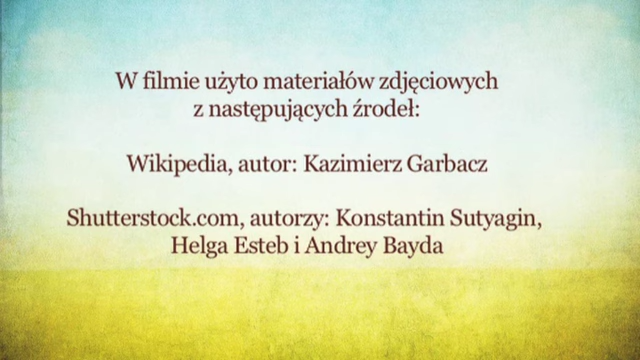 W filmie użyto materiałów zdjęciowych
z następujących źrodeł:
Wikipedia, autor: Kazimierz Garbacz
Shutterstock.com, autorzy: Konstantin Sutyagin,
Helga Esteb i Andrey Bayda